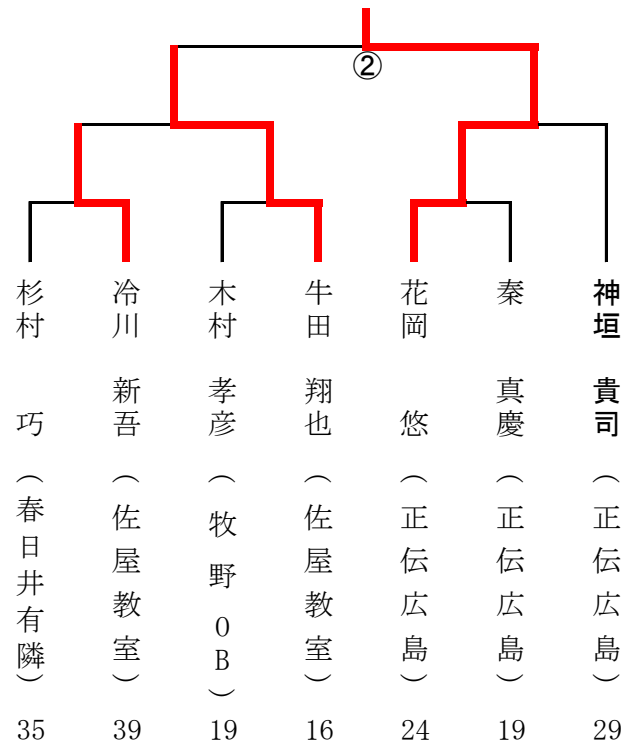 ②
杉村 巧 (春日井有隣) 35
冷川 新吾 (佐屋教室) 39
木村 孝彦 (牧野OB) 19
牛田 翔也 (佐屋教室) 16
花岡 悠 (正伝広島) 24
秦 真慶 (正伝広島) 19
神垣 貴司 (正伝広島) 29